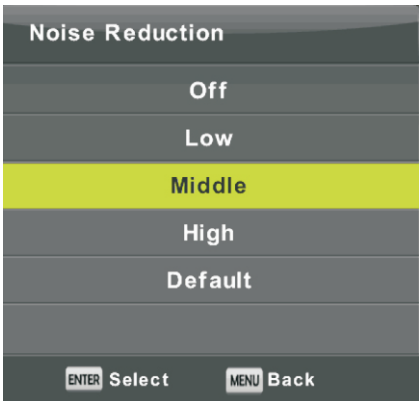 Noise Reduction
Off
Low
Middle
High
Default
ENTER Select MENU Back